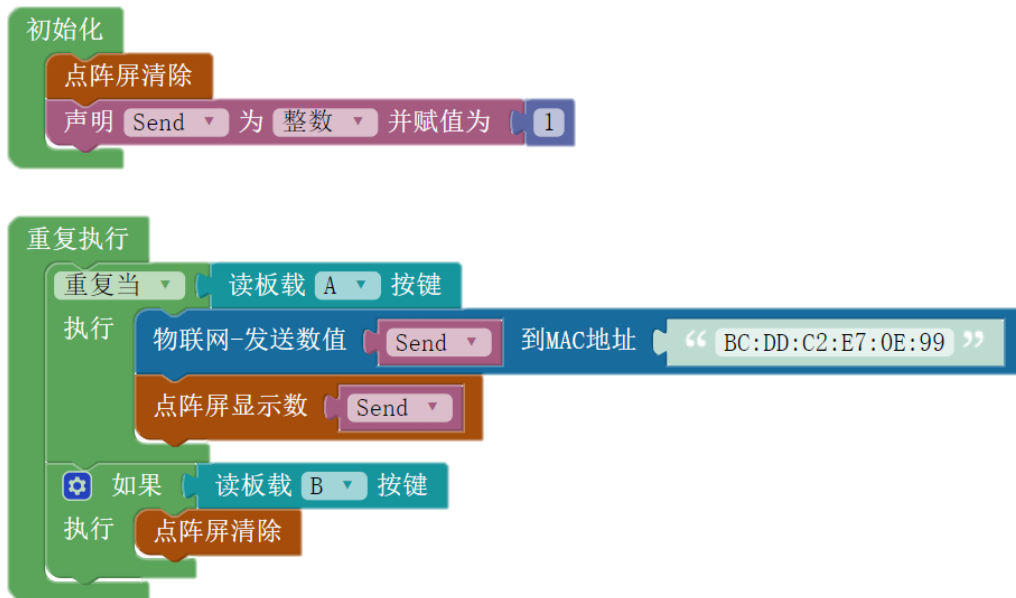 初始化
点阵屏清除
声明 Send 为 整数 并赋值为 1
重复执行
重复当 读板载 A 按键
执行 物联网-发送数值 Send 到MAC地址 “ BC:DD:C2:E7:0E:99 ”
点阵屏显示数 Send
如果 读板载 B 按键
执行 点阵屏清除